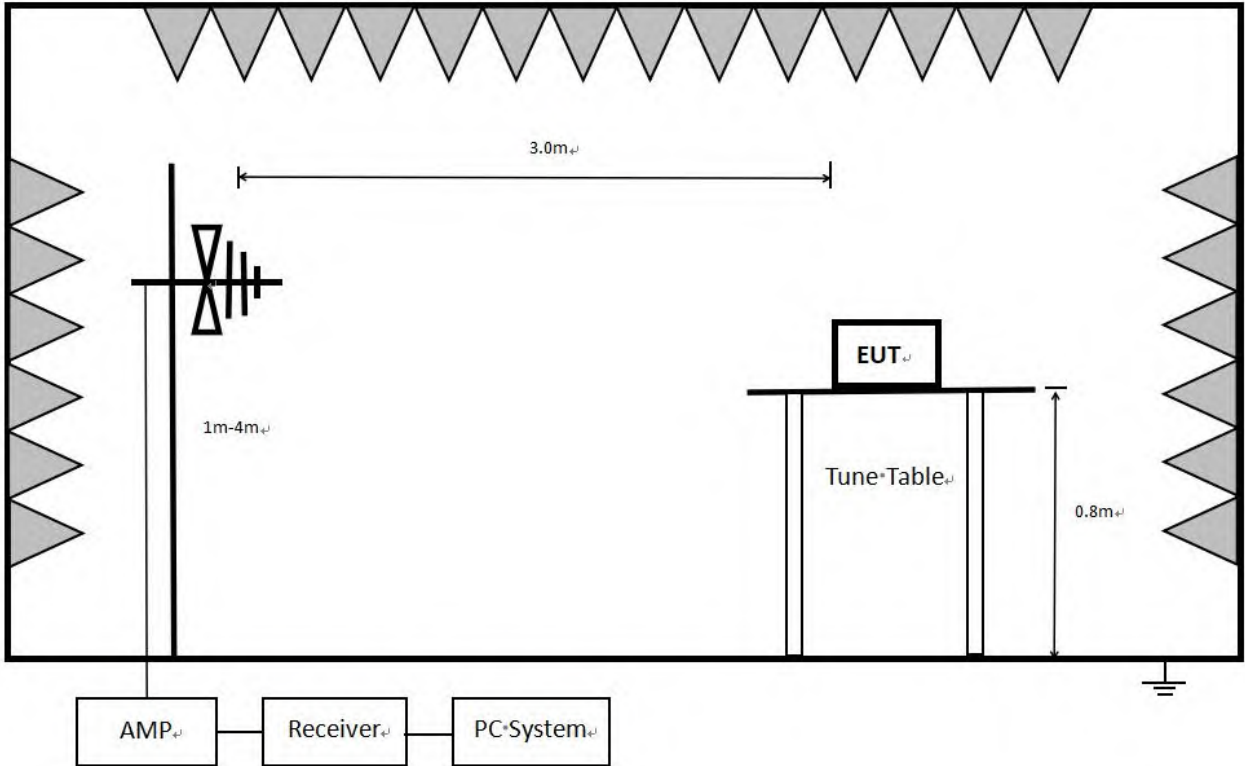 3.0m
EUT
1m-4m
Tune Table
0.8m
AMP
Receiver
PC System